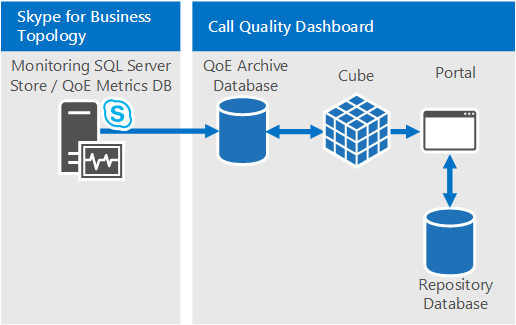 Skype for Business
Topology
Call Quality Dashboard
Monitoring SQL Server
Store / QoE Metrics DB
QoE Archive
Database
Cube
Portal
Repository
Database